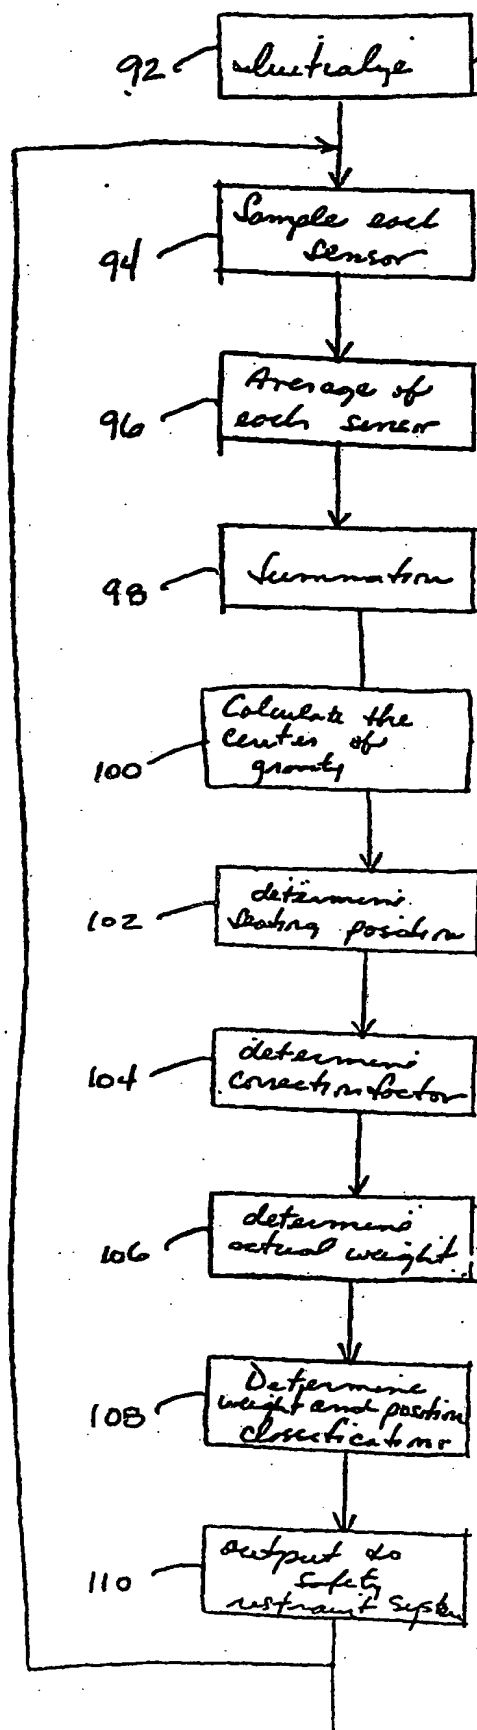 92 Initialize
94 Sample each
sensor
96 Average of
each sensor
98 Summation
100 Calculate the
center of
gravity
102 determine
seating position
104 determine
correction factor
106 determine
actual weight
108 Determine
weight and position
classifications
110 output to
safety
restraint system